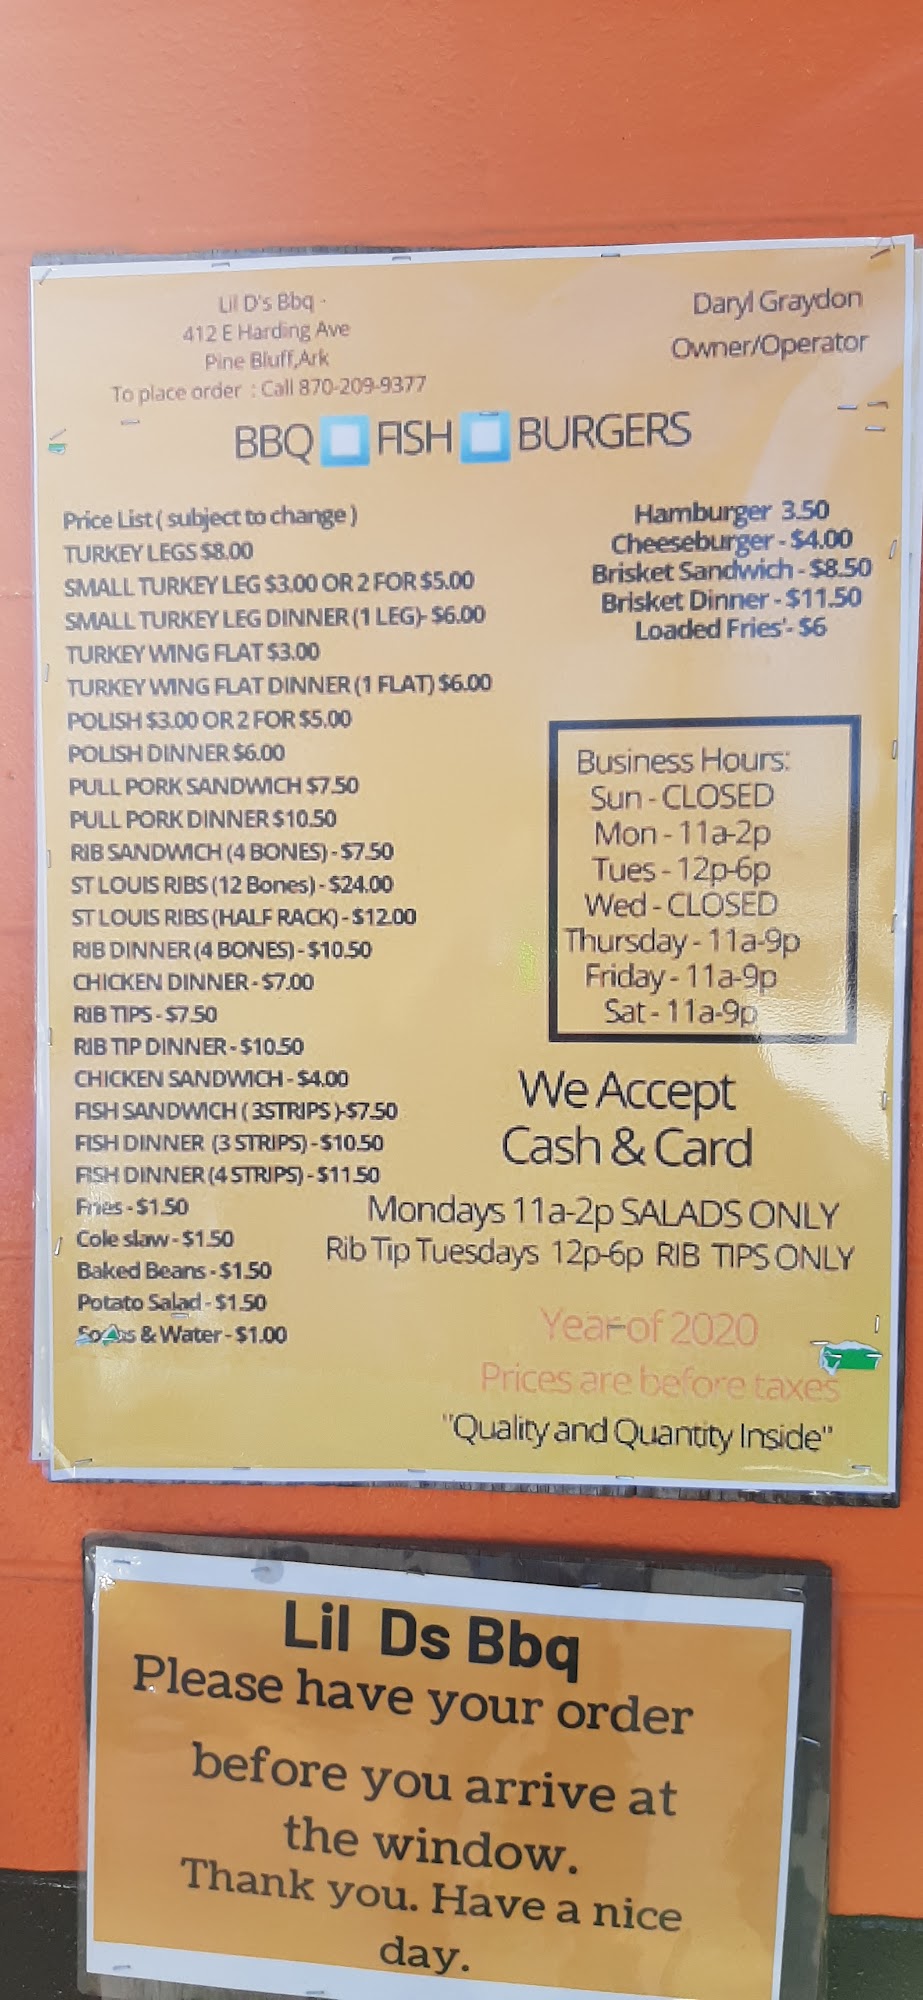 Lil D's Bbq -
412 E Harding Ave
Pine Bluff,Ark
To place order : Call 870-209-9377
Daryl Graydon
Owner/Operator
BBQ FISH BURGERS
Price List ( subject to change )
TURKEY LEGS $8.00
SMALL TURKEY LEG $3.00 OR 2 FOR $5.00
SMALL TURKEY LEG DINNER (1 LEG)- $6.00
TURKEY WING FLAT $3.00
TURKEY WING FLAT DINNER (1 FLAT) $6.00
POLISH $3.00 OR 2 FOR $5.00
POLISH DINNER $6.00
PULL PORK SANDWICH $7.50
PULL PORK DINNER $10.50
RIB SANDWICH (4 BONES) - $7.50
ST LOUIS RIBS (12 Bones) - $24.00
ST LOUIS RIBS (HALF RACK) - $12.00
RIB DINNER (4 BONES) - $10.50
CHICKEN DINNER - $7.00
RIB TIPS - $7.50
RIB TIP DINNER - $10.50
CHICKEN SANDWICH - $4.00
FISH SANDWICH ( 3STRIPS )-$7.50
FISH DINNER (3 STRIPS) - $10.50
FISH DINNER (4 STRIPS) - $11.50
Fries - $1.50
Cole slaw - $1.50
Baked Beans - $1.50
Potato Salad - $1.50
Sodas & Water - $1.00
Hamburger 3.50
Cheeseburger - $4.00
Brisket Sandwich - $8.50
Brisket Dinner - $11.50
Loaded Fries'- $6
Business Hours:
Sun - CLOSED
Mon - 11a-2p
Tues - 12p-6p
Wed - CLOSED
Thursday - 11a-9p
Friday - 11a-9p
Sat - 11a-9p
We Accept
Cash & Card
Mondays 11a-2p SALADS ONLY
Rib Tip Tuesdays 12p-6p RIB TIPS ONLY
Year of 2020
Prices are before taxes
"Quality and Quantity Inside"
Lil Ds Bbq
Please have your order
before you arrive at
the window.
Thank you. Have a nice
day.